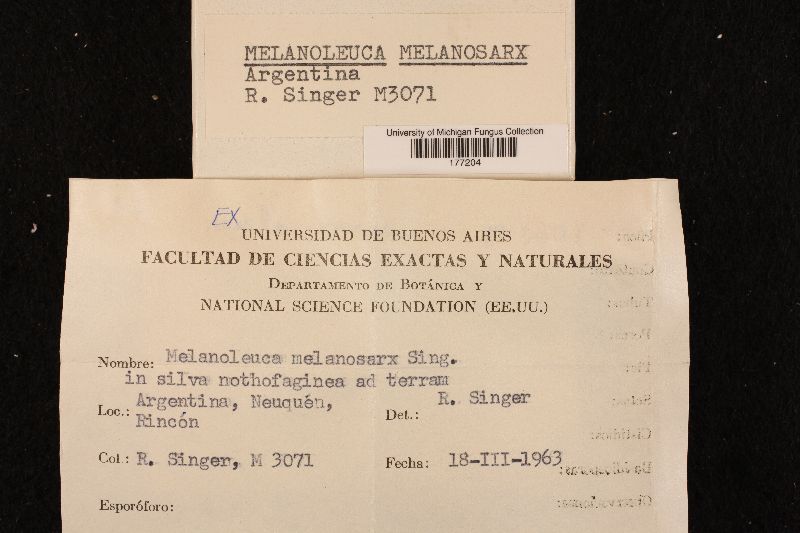 MELANOLEUCA MELANOSARX
Argentina
R. Singer M3071
University of Michigan Fungus Collection
177204
EX
UNIVERSIDAD DE BUENOS AIRES
FACULTAD DE CIENCIAS EXACTAS Y NATURALES
DEPARTAMENTO DE BOTÁNICA Y
NATIONAL SCIENCE FOUNDATION (EE.UU.)
Nombre: Melanoleuca melanosarx Sing.
in silva nothofaginea ad terram
Loc.: Argentina, Neuquén,
Rincón
Det.: R. Singer
Col.: R. Singer, M 3071
Fecha: 18-III-1963
Esporóforo: